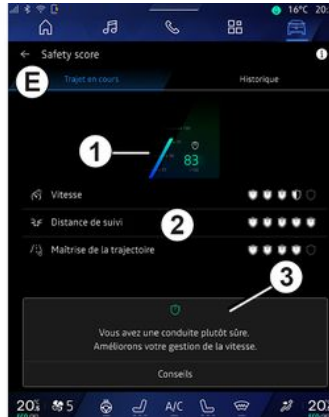 16°C 20:
← Safety score
E
Trajet en cours
Historique
1
83
Vitesse
Distance de suivi
2
Maîtrise de la trajectoire
3
Vous avez une conduite plutôt sûre.
Améliorons votre gestion de la vitesse.
Conseils
20 5 A/C 20